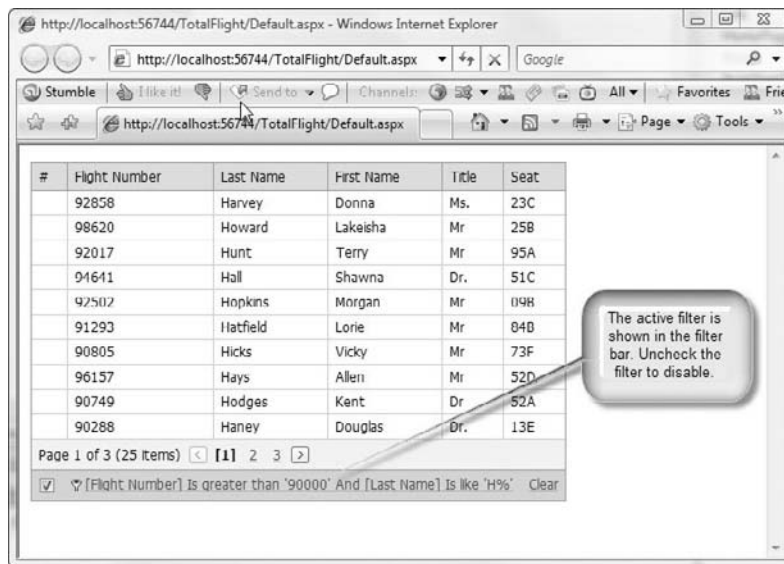 http://localhost:56744/TotalFlight/Default.aspx - Windows Internet Explorer
http://localhost:56744/TotalFlight/Default.aspx Google
Stumble I like it! Send to Channels: All Favorites Frie
http://localhost:56744/TotalFlight/Default.aspx Page Tools »
# Flight Number Last Name First Name Title Seat
92858 Harvey Donna Ms. 23C
98620 Howard Lakeisha Mr 25B
92017 Hunt Terry Mr 95A
94641 Hall Shawna Dr. 51C
92502 Hopkins Morgan Mr 09B
91293 Hatfield Lorie Mr 84B
90805 Hicks Vicky Mr 73F
96157 Hays Allen Mr 52D
90749 Hodges Kent Dr 52A
90288 Haney Douglas Dr. 13E
Page 1 of 3 (25 items) < [1] 2 3 >
[Flight Number] Is greater than '90000' And [Last Name] Is like 'H%' Clear
The active filter is
shown in the filter
bar. Uncheck the
filter to disable.